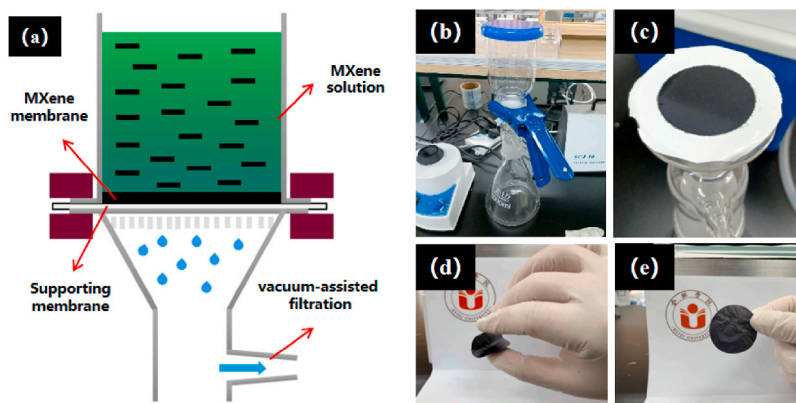 (a)
MXene
membrane
MXene
solution
Supporting
membrane
vacuum-assisted
filtration
(b)
(c)
(d)
(e)